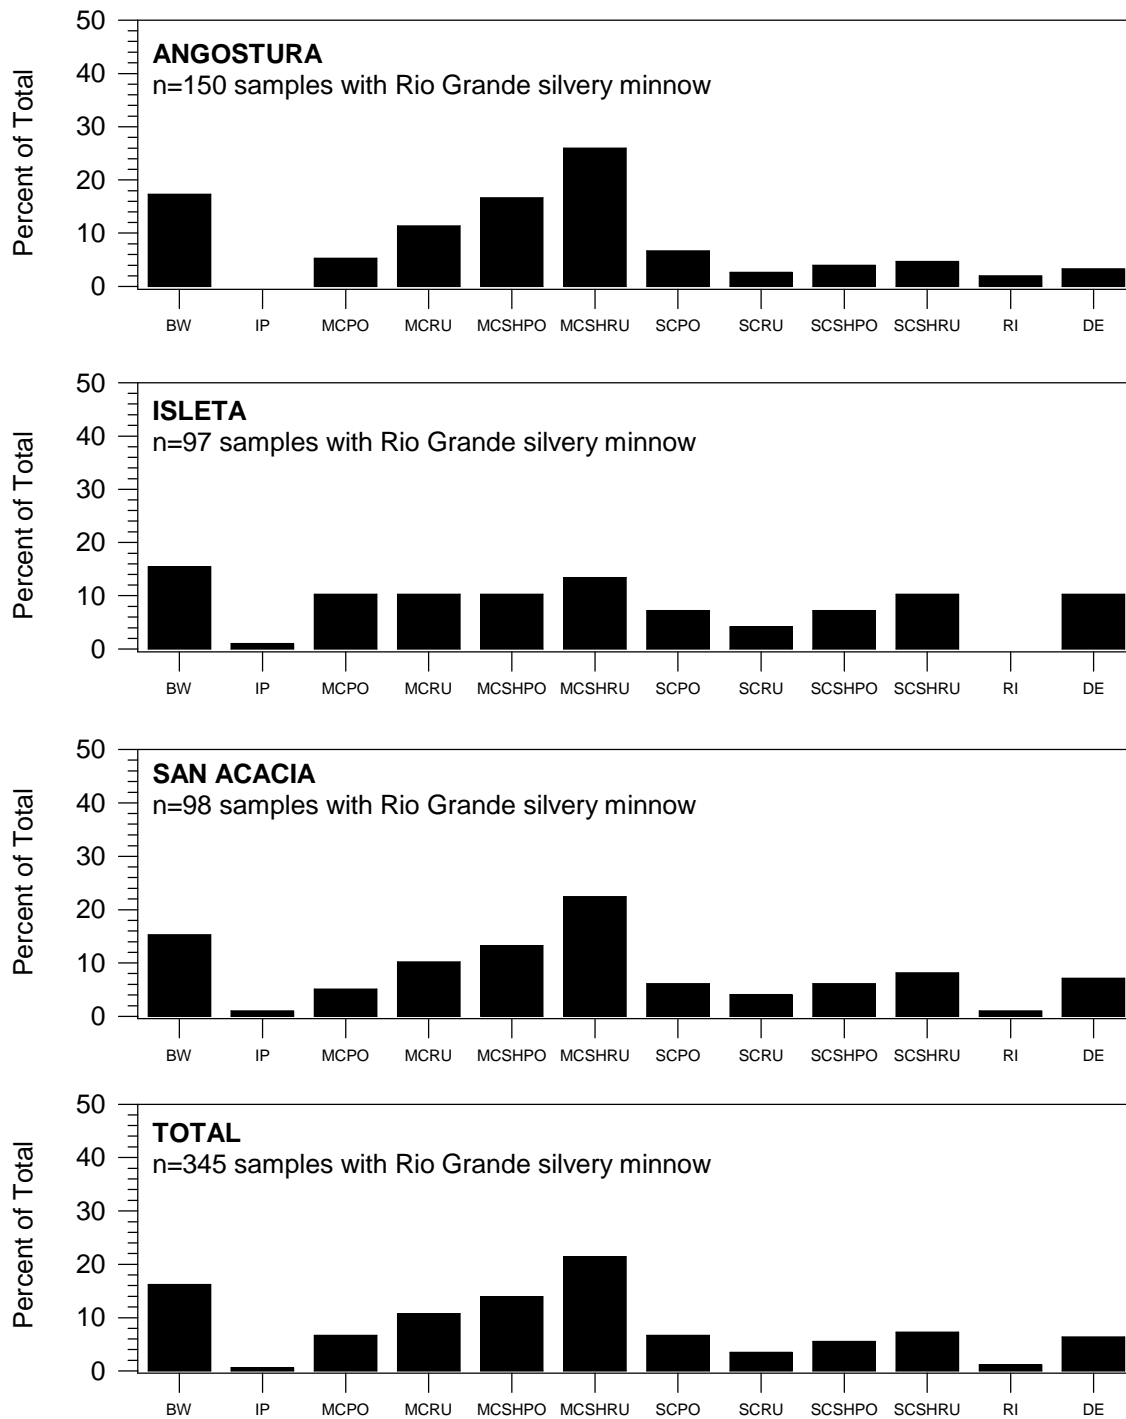 50
ANGOSTURA
n=150 samples with Rio Grande silvery minnow
40
30
20
10
0
Percent of Total
BW IP MCPO MCRU MCSHPO MCSHRU SCPO SCRU SCSHPO SCSHRU RI DE
50
ISLETA
n=97 samples with Rio Grande silvery minnow
40
30
20
10
0
Percent of Total
BW IP MCPO MCRU MCSHPO MCSHRU SCPO SCRU SCSHPO SCSHRU RI DE
50
SAN ACACIA
n=98 samples with Rio Grande silvery minnow
40
30
20
10
0
Percent of Total
BW IP MCPO MCRU MCSHPO MCSHRU SCPO SCRU SCSHPO SCSHRU RI DE
50
TOTAL
n=345 samples with Rio Grande silvery minnow
40
30
20
10
0
Percent of Total
BW IP MCPO MCRU MCSHPO MCSHRU SCPO SCRU SCSHPO SCSHRU RI DE